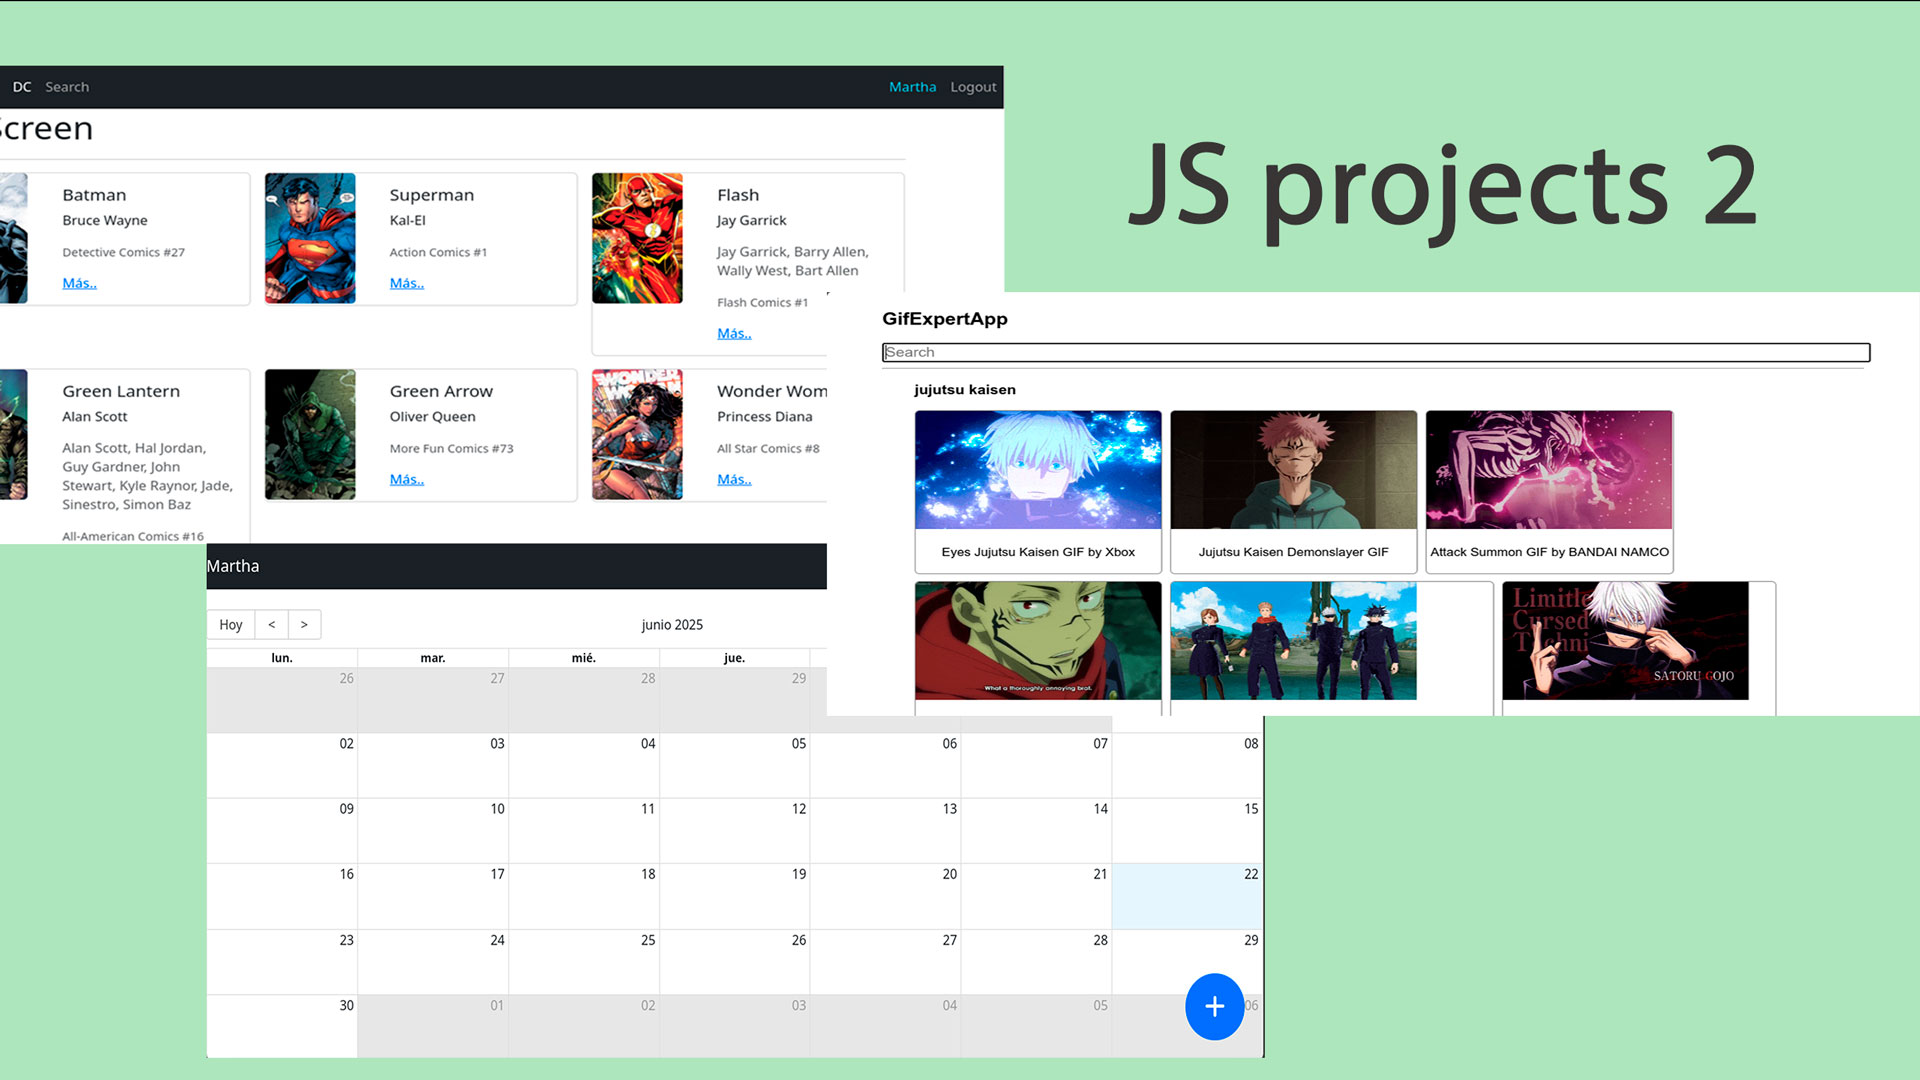 DC Search Martha Logout
Screen
JS projects 2
Batman
Bruce Wayne
Detective Comics #27
Más..
Superman
Kal-El
Action Comics #1
Más..
Flash
Jay Garrick
Jay Garrick, Barry Allen,
Wally West, Bart Allen
Flash Comics #1
Más..
Green Lantern
Alan Scott
Alan Scott, Hal Jordan,
Guy Gardner, John
Stewart, Kyle Raynor, Jade,
Sinestro, Simon Baz
All-American Comics #16
Green Arrow
Oliver Queen
More Fun Comics #73
Más..
WONDER
Wonder Wom
Princess Diana
All Star Comics #8
Más..
GifExpertApp
Search
jujutsu kaisen
Eyes Jujutsu Kaisen GIF by Xbox
Jujutsu Kaisen Demonslayer GIF
Attack Summon GIF by BANDAI NAMCO
What a thoroughly annoying brat.
Limitle
Cursed
Techni
SATORU GOJO
Martha
Hoy < > junio 2025
lun. mar. mié. jue.
26 27 28 29
02 03 04 05 06 07 08
09 10 11 12 13 14 15
16 17 18 19 20 21 22
23 24 25 26 27 28 29
30 01 02 03 04 05 06
+